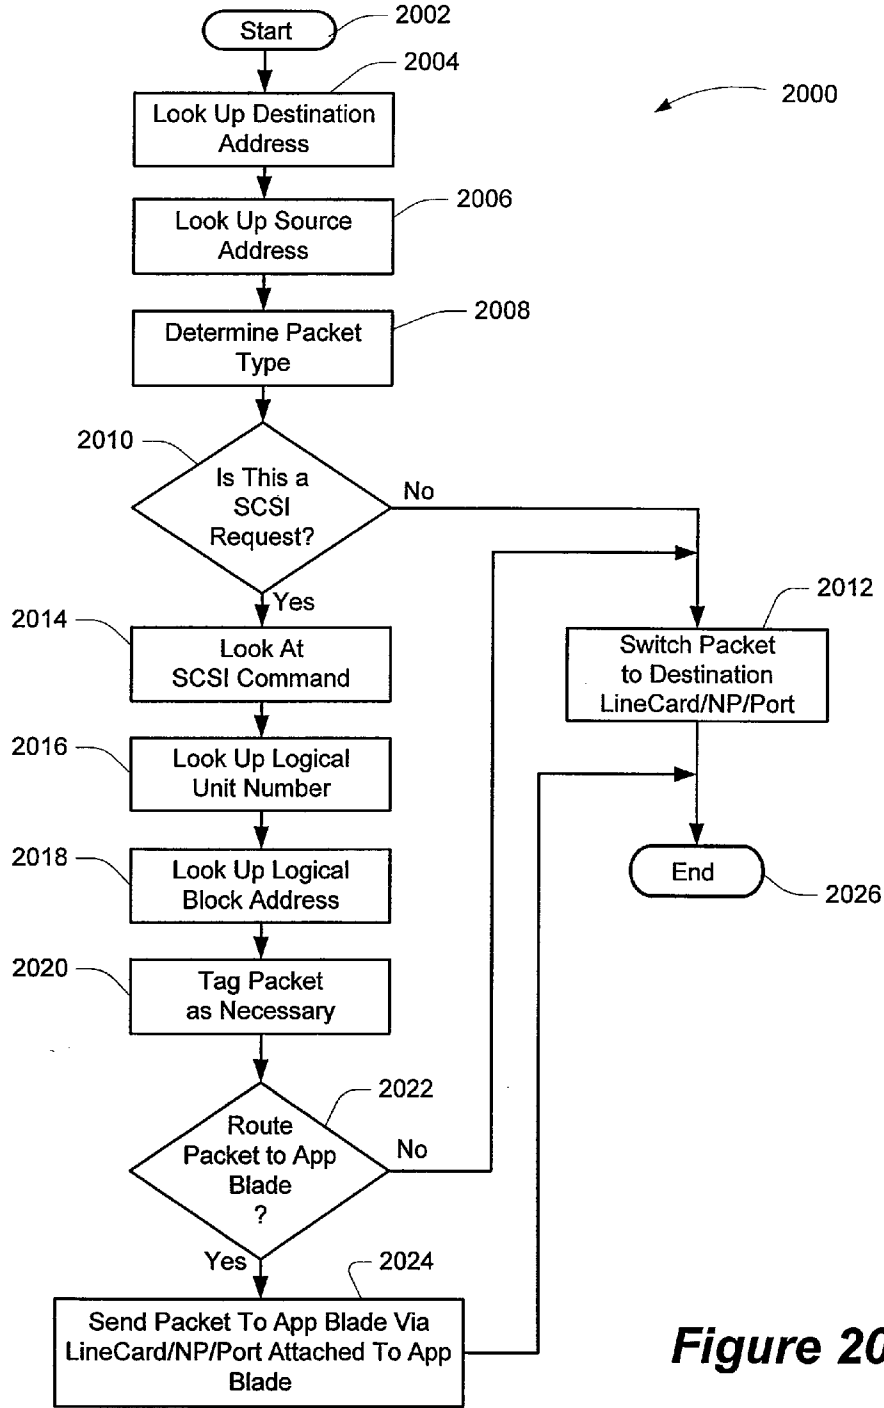 Start
2002
2004
2000
Look Up Destination
Address
2006
Look Up Source
Address
2008
Determine Packet
Type
2010
Is This a
SCSI
Request?
No
Yes
2012
Switch Packet
to Destination
LineCard/NP/Port
2014
Look At
SCSI Command
2016
Look Up Logical
Unit Number
2018
Look Up Logical
Block Address
End
2026
2020
Tag Packet
as Necessary
2022
Route
Packet to App
Blade
?
No
Yes
2024
Send Packet To App Blade Via
LineCard/NP/Port Attached To App
Blade
Figure 20